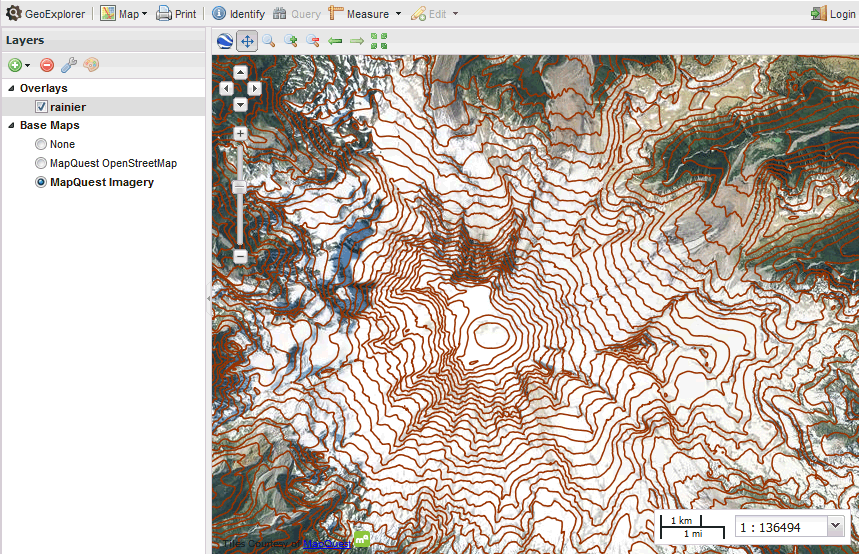 GeoExplorer Map Print Identify Query Measure Edit Login
Layers
Overlays
rainier
Base Maps
None
MapQuest OpenStreetMap
MapQuest Imagery
1 km
1 mi
1 : 136494
Tiles Courtesy of MapQuest